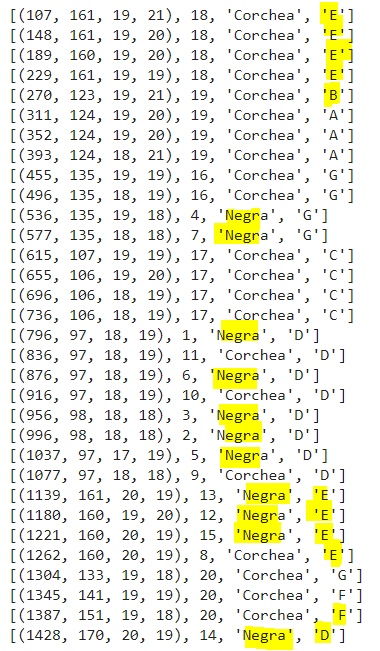 [(107, 161, 19, 21), 18, 'Corchea', 'E']
[(148, 161, 19, 20), 18, 'Corchea', 'E']
[(189, 160, 19, 20), 18, 'Corchea', 'E']
[(229, 161, 19, 19), 18, 'Corchea', 'E']
[(270, 123, 19, 21), 19, 'Corchea', 'B']
[(311, 124, 19, 20), 19, 'Corchea', 'A']
[(352, 124, 19, 20), 19, 'Corchea', 'A']
[(393, 124, 18, 21), 19, 'Corchea', 'A']
[(455, 135, 19, 19), 16, 'Corchea', 'G']
[(496, 135, 18, 19), 16, 'Corchea', 'G']
[(536, 135, 19, 18), 4, 'Negra', 'G']
[(577, 135, 18, 18), 7, 'Negra', 'G']
[(615, 107, 19, 19), 17, 'Corchea', 'C']
[(655, 106, 19, 20), 17, 'Corchea', 'C']
[(696, 106, 18, 19), 17, 'Corchea', 'C']
[(736, 106, 18, 19), 17, 'Corchea', 'C']
[(796, 97, 18, 19), 1, 'Negra', 'D']
[(836, 97, 18, 19), 11, 'Corchea', 'D']
[(876, 97, 18, 19), 6, 'Negra', 'D']
[(916, 97, 18, 19), 10, 'Corchea', 'D']
[(956, 98, 18, 18), 3, 'Negra', 'D']
[(996, 98, 18, 18), 2, 'Negra', 'D']
[(1037, 97, 17, 19), 5, 'Negra', 'D']
[(1077, 97, 18, 18), 9, 'Corchea', 'D']
[(1139, 161, 20, 19), 13, 'Negra', 'E']
[(1180, 160, 19, 20), 12, 'Negra', 'E']
[(1221, 160, 20, 19), 15, 'Negra', 'E']
[(1262, 160, 20, 19), 8, 'Corchea', 'E']
[(1304, 133, 19, 18), 20, 'Corchea', 'G']
[(1345, 141, 19, 19), 20, 'Corchea', 'F']
[(1387, 151, 19, 18), 20, 'Corchea', 'F']
[(1428, 170, 20, 19), 14, 'Negra', 'D']